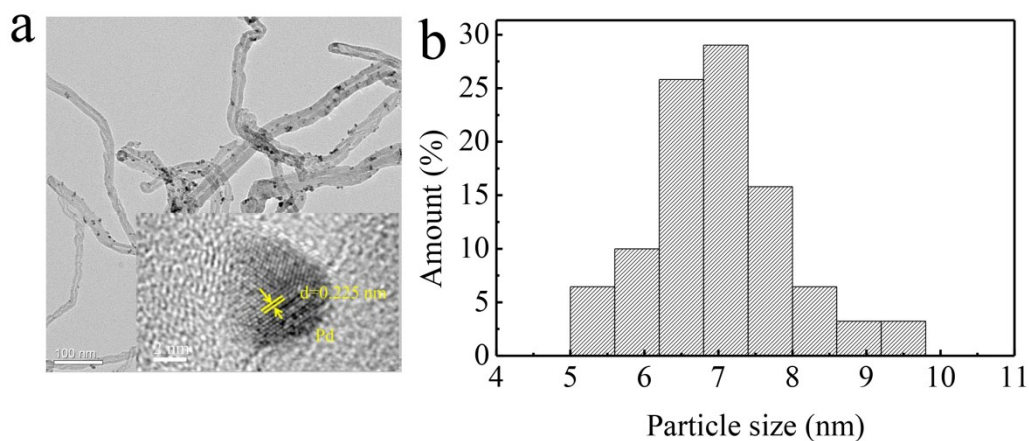 a
100 nm
d=0.225 nm
Pd
2 nm
b
Amount (%)
30
25
20
15
10
5
0
4 5 6 7 8 9 10 11
Particle size (nm)